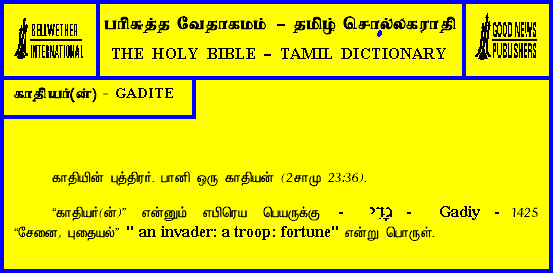 BELLWETHER
INTERNATIONAL
பரிசுத்த வேதாகமம் – தமிழ் சொல்லகராதி
THE HOLY BIBLE – TAMIL DICTIONARY
GOOD NEWS
PUBLISHERS
காதியர்(ன்) - GADITE
காதியின் புத்திரர். பானி ஒரு காதியன் (2சாமு 23:36).
“காதியர்(ன்)” என்னும் எபிரெய பெயருக்கு - גָּדִי - Gadiy - 1425
“சேனை, புதையல்” " an invader: a troop: fortune" என்று பொருள்.